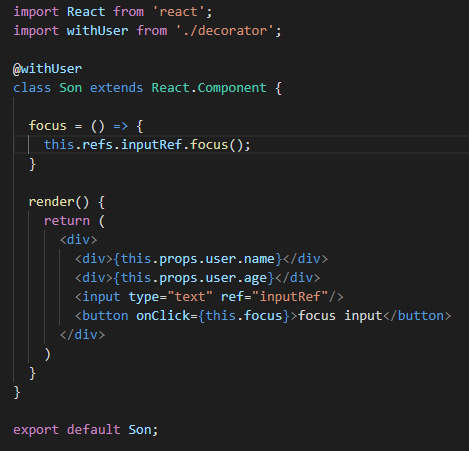 import React from 'react';
import withUser from './decorator';
@withUser
class Son extends React.Component {
focus = () => {
this.refs.inputRef.focus();
}
render() {
return (
<div>
<div>{this.props.user.name}</div>
<div>{this.props.user.age}</div>
<input type="text" ref="inputRef"/>
<button onClick={this.focus}>focus input</button>
</div>
)
}
}
export default Son;